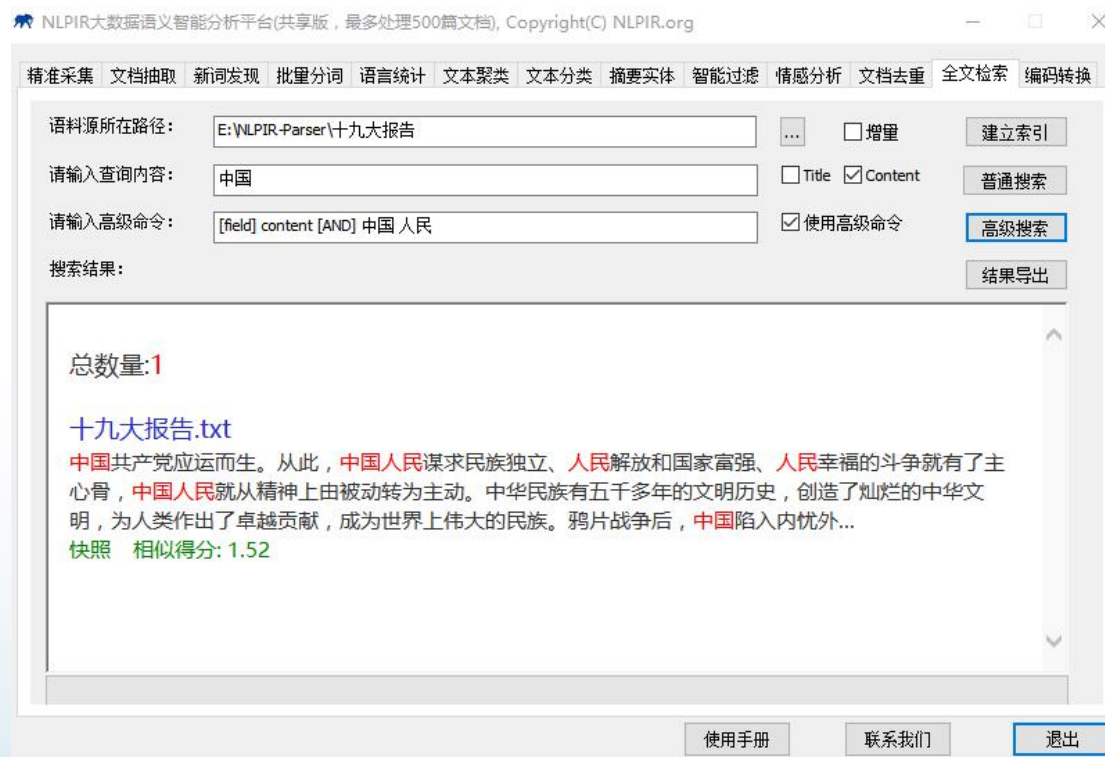 NLPIR大数据语义智能分析平台(共享版，最多处理500篇文档), Copyright(C) NLPIR.org
精准采集 文档抽取 新词发现 批量分词 语言统计 文本聚类 文本分类 摘要实体 智能过滤 情感分析 文档去重 全文检索 编码转换
语料源所在路径： E:\NLPIR-Parser\十九大报告 ... 增量 建立索引
请输入查询内容： 中国 Title Content 普通搜索
请输入高级命令： [field] content [AND] 中国 人民 使用高级命令 高级搜索
搜索结果： 结果导出
总数量:1
十九大报告.txt
中国共产党应运而生。从此，中国人民谋求民族独立、人民解放和国家富强、人民幸福的斗争就有了主
心骨，中国人民就从精神上由被动转为主动。中华民族有五千多年的文明历史，创造了灿烂的中华文
明，为人类作出了卓越贡献，成为世界上伟大的民族。鸦片战争后，中国陷入内忧外...
快照 相似得分: 1.52
使用手册 联系我们 退出